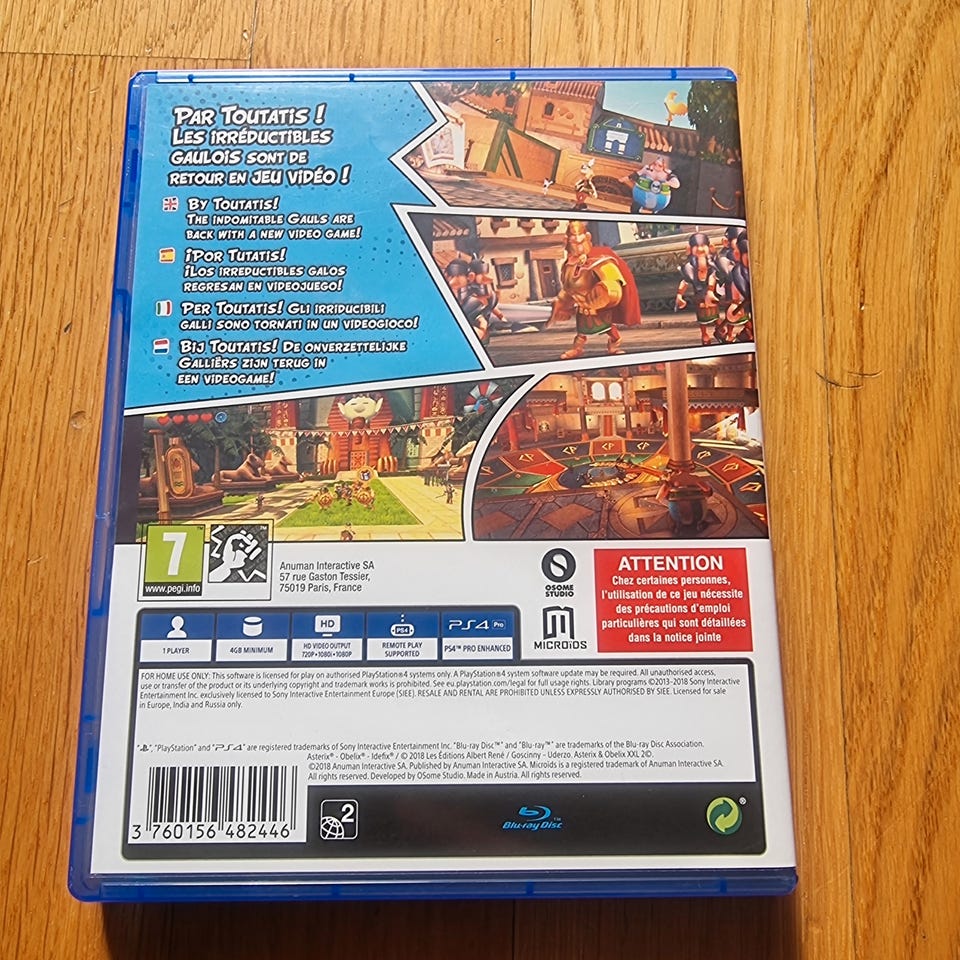 Par Toutatis !
Les irréductibles
Gaulois sont de
retour en jeu vidéo !
By Toutatis!
The indomitable Gauls are
back with a new video game!
¡Por Tutatis!
¡Los irreductibles galos
regresan en videojuego!
Per Toutatis! Gli irriducibili
galli sono tornati in un videogioco!
Bij Toutatis! De onverzettelijke
Galliërs zijn terug in
een videogame!
7
www.pegi.info
Anuman Interactive SA
57 rue Gaston Tessier,
75019 Paris, France
OSOME
STUDIO
MICROÏDS
ATTENTION
Chez certaines personnes,
l'utilisation de ce jeu nécessite
des précautions d'emploi
particulières qui sont détaillées
dans la notice jointe
1 PLAYER
4GB MINIMUM
HD
HD VIDEO OUTPUT
720P•1080i•1080P
PS4
REMOTE PLAY
SUPPORTED
PS4 Pro
PS4™ PRO ENHANCED
FOR HOME USE ONLY: This software is licensed for play on authorised PlayStation®4 systems only. A PlayStation®4 system software update may be required. All unauthorised access,
use or transfer of the product or its underlying copyright and trademark works is prohibited. See eu.playstation.com/legal for full usage rights. Library programs ©2013-2018 Sony Interactive
Entertainment Inc. exclusively licensed to Sony Interactive Entertainment Europe (SIEE). RESALE AND RENTAL ARE PROHIBITED UNLESS EXPRESSLY AUTHORISED BY SIEE. Licensed for sale
in Europe, India and Russia only.
", "PlayStation" and "PS4" are registered trademarks of Sony Interactive Entertainment Inc. "Blu-ray Disc™" and "Blu-ray™" are trademarks of the Blu-ray Disc Association.
Asterix® - Obelix® - Idefix® / © 2018 Les Éditions Albert René / Goscinny - Uderzo. Asterix & Obelix XXL 2©.
©2018 Anuman Interactive SA. Published by Anuman Interactive SA. Microïds is a registered trademark of Anuman Interactive SA.
All rights reserved. Developed by OSome Studio. Made in Austria. All rights reserved.
3 760156 482446
2
Blu-ray Disc™
®